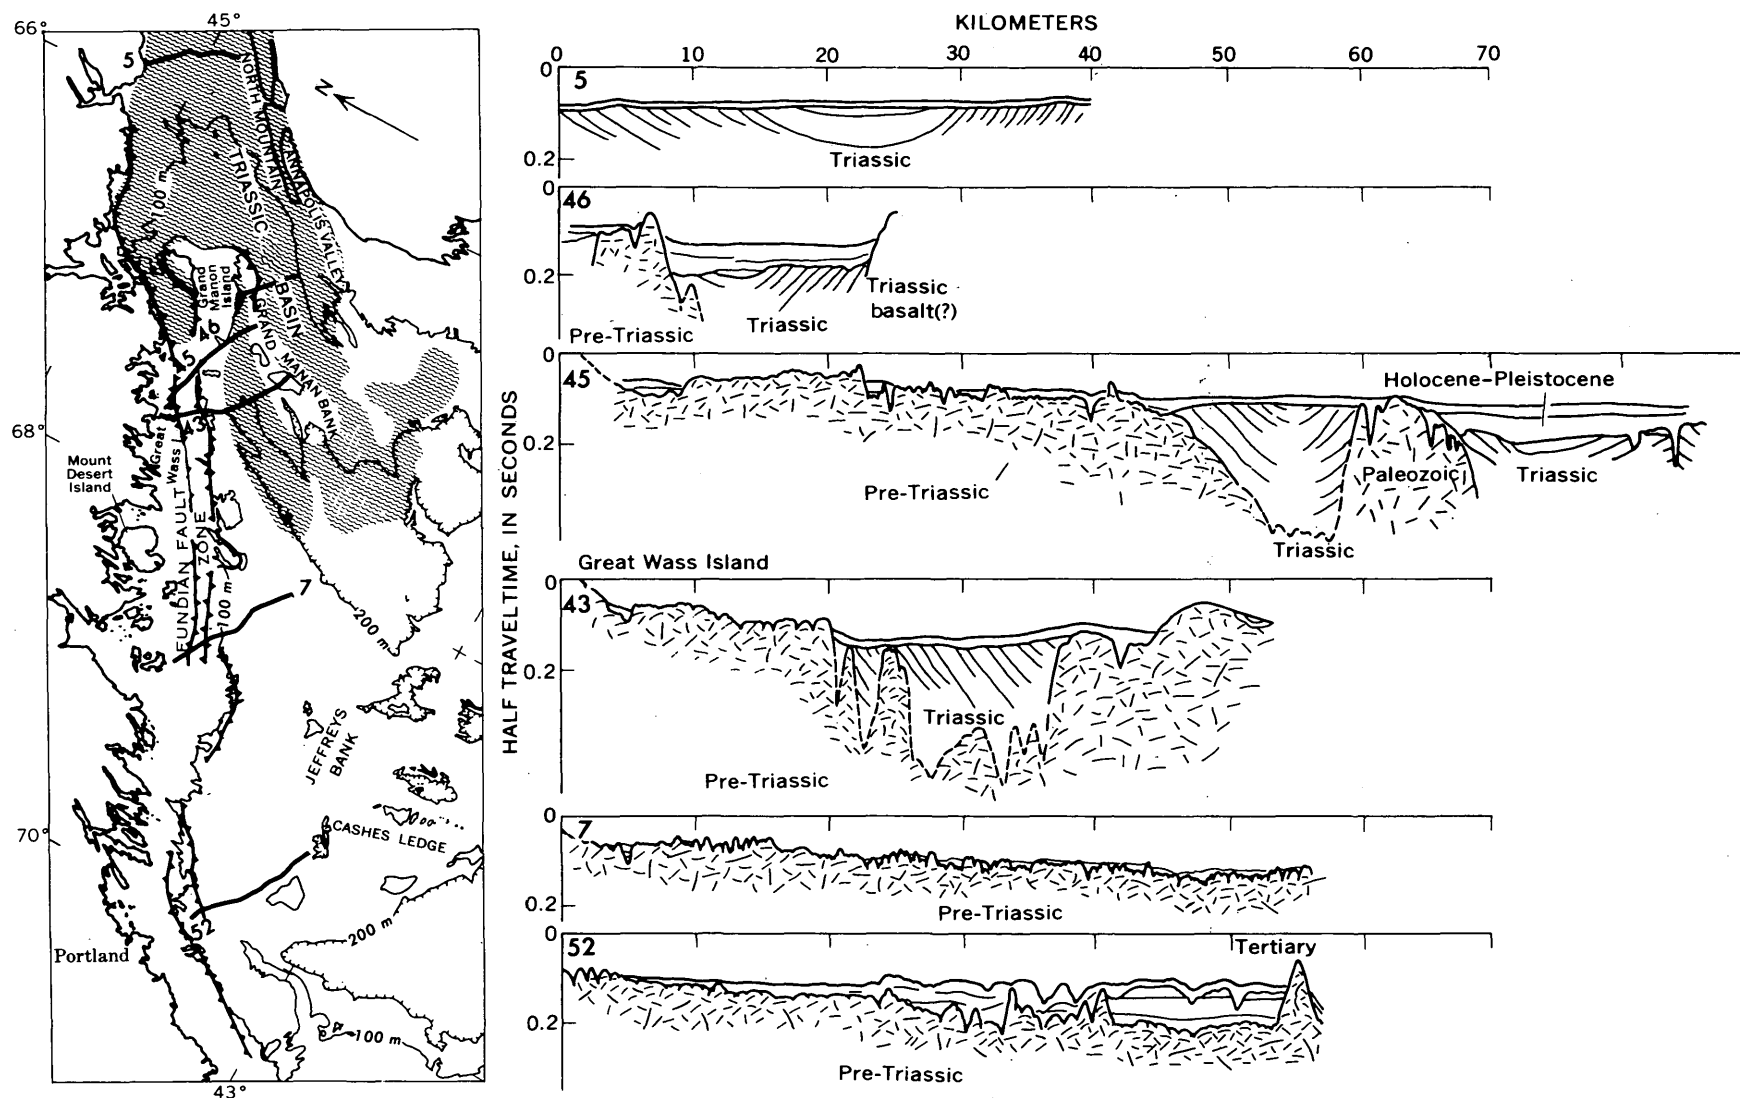 66°
45°
5
N
NORTH MOUNTAIN
ANNAPOLIS VALLEY
100 m
TRIASSIC
BASIN
Grand
Manon
Island
GRAND MANAN BANK
46
5
43
68°
Great
Wass I
Mount
Desert
Island
FUNDIAN FAULT
ZONE
100 m
7
200 m
JEFFREYS
BANK
70°
CASHES LEDGE
52
Portland
200 m
100 m
43°
KILOMETERS
0 10 20 30 40 50 60 70
HALF TRAVELTIME, IN SECONDS
0
5
0.2
Triassic
0
46
0.2
Triassic
basalt(?)
Triassic
Pre-Triassic
0
45
Holocene-Pleistocene
0.2
Pre-Triassic
Paleozoic
Triassic
Triassic
Great Wass Island
0
43
0.2
Triassic
Pre-Triassic
0
7
0.2
Pre-Triassic
0
52
Tertiary
0.2
Pre-Triassic